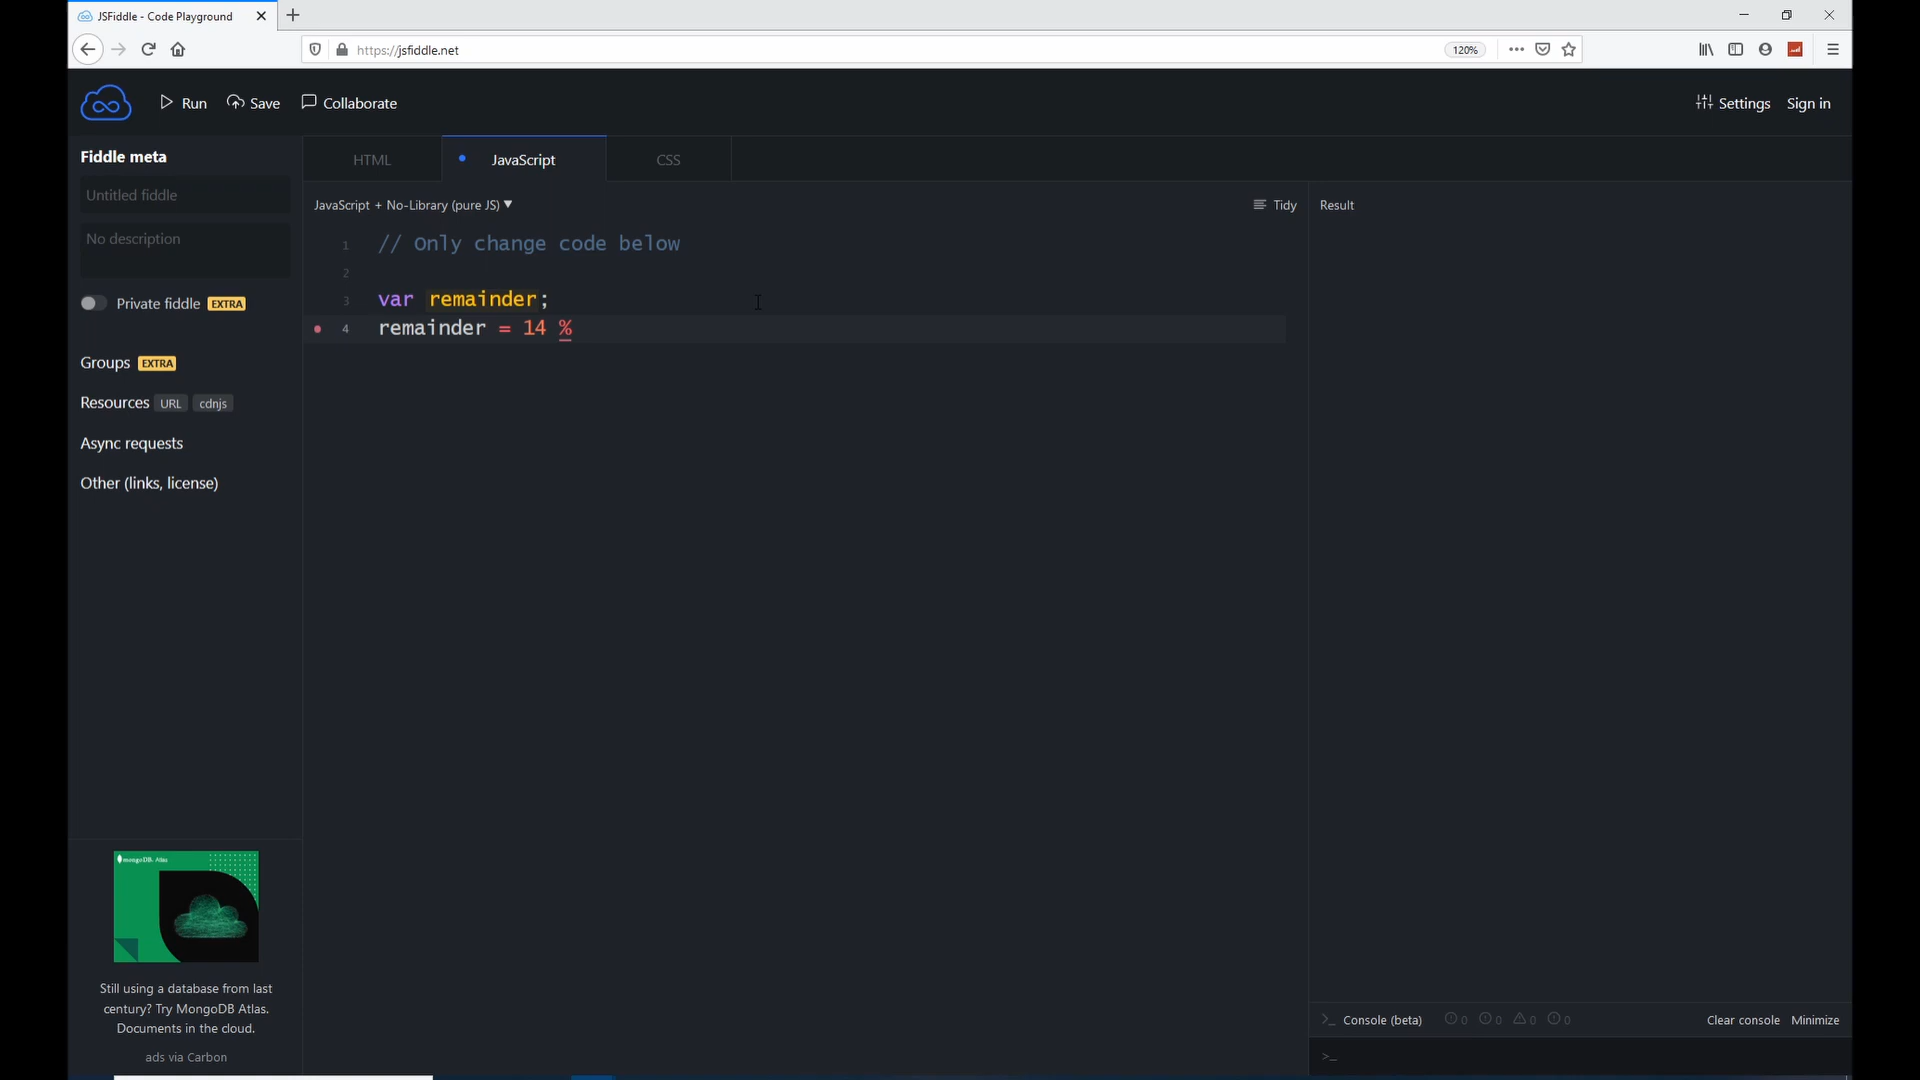 JSFiddle - Code Playground
https://jsfiddle.net
120%
Run
Save
Collaborate
Settings
Sign in
Fiddle meta
Untitled fiddle
No description
Private fiddle EXTRA
Groups EXTRA
Resources URL cdnjs
Async requests
Other (links, license)
HTML
JavaScript
CSS
JavaScript + No-Library (pure JS) ▼
Tidy
1 // Only change code below
2
3 var remainder;
4 remainder = 14 %
Result
mongoDB. Atlas
Still using a database from last
century? Try MongoDB Atlas.
Documents in the cloud.
ads via Carbon
>_ Console (beta) 0 0 0 0
Clear console Minimize
>_